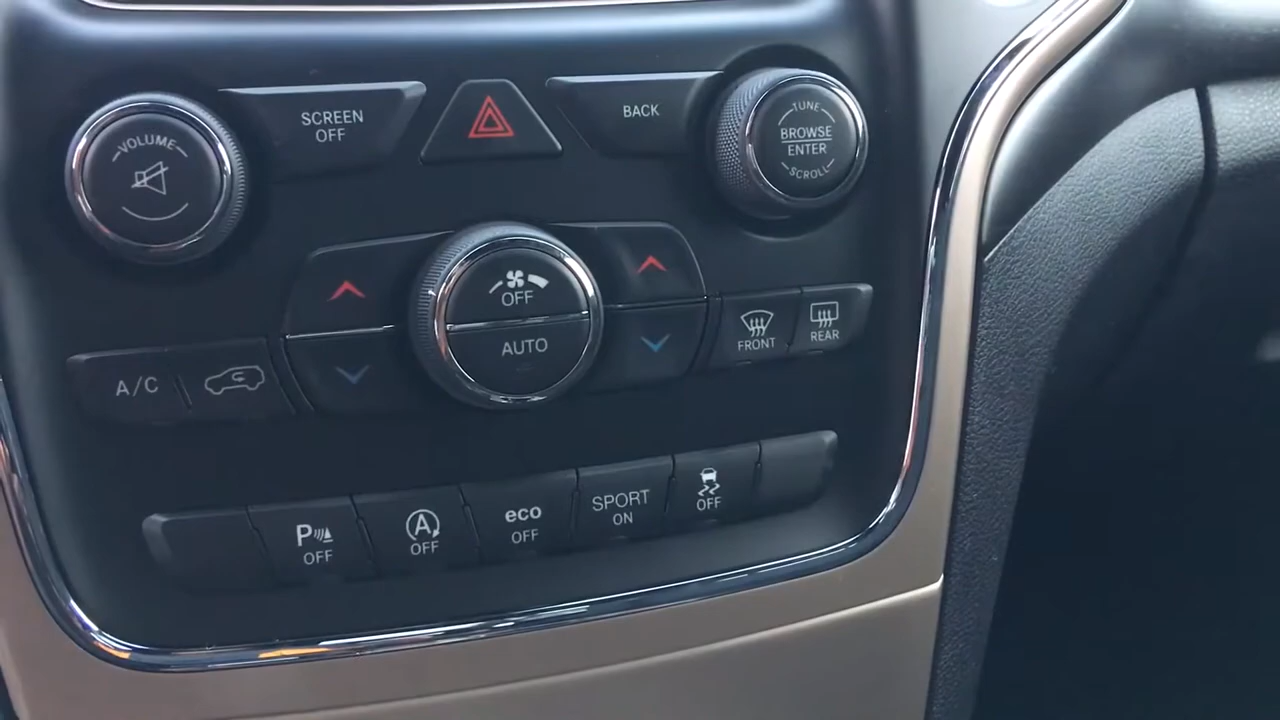 VOLUME
SCREEN
OFF
BACK
TUNE
BROWSE
ENTER
SCROLL
OFF
AUTO
FRONT
REAR
A/C
P
OFF
A
OFF
eco
OFF
SPORT
ON
OFF